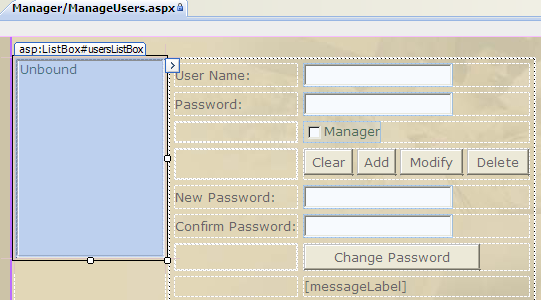 Manager/ManageUsers.aspx
asp:ListBox#usersListBox
Unbound
User Name:
Password:
Manager
Clear Add Modify Delete
New Password:
Confirm Password:
Change Password
[messageLabel]